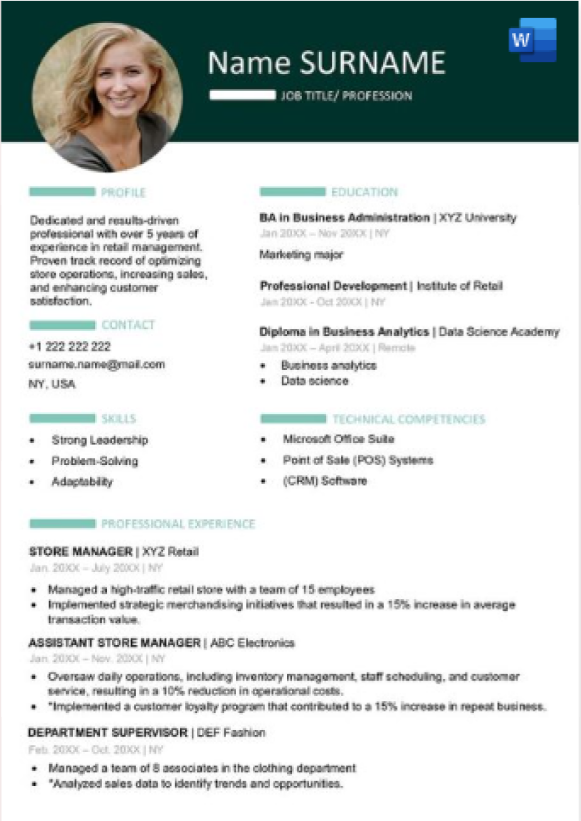 W
Name SURNAME
JOB TITLE/ PROFESSION
PROFILE
Dedicated and results-driven
professional with over 5 years of
experience in retail management.
Proven track record of optimizing
store operations, increasing sales,
and enhancing customer
satisfaction.
CONTACT
+1 222 222 222
surname.name@mail.com
NY, USA
EDUCATION
BA in Business Administration | XYZ University
Jan 20XX – Nov 20XX | NY
Marketing major
Professional Development | Institute of Retail
Jan 20XX - Oct 20XX | NY
Diploma in Business Analytics | Data Science Academy
Jan 20XX – April 20XX | Remote
• Business analytics
• Data science
SKILLS
• Strong Leadership
• Problem-Solving
• Adaptability
TECHNICAL COMPETENCIES
• Microsoft Office Suite
• Point of Sale (POS) Systems
• (CRM) Software
PROFESSIONAL EXPERIENCE
STORE MANAGER | XYZ Retail
Jan. 20XX – July 20XX | NY
• Managed a high-traffic retail store with a team of 15 employees
• Implemented strategic merchandising initiatives that resulted in a 15% increase in average
transaction value.
ASSISTANT STORE MANAGER | ABC Electronics
Jan. 20XX – Nov. 20XX | NY
• Oversaw daily operations, including inventory management, staff scheduling, and customer
service, resulting in a 10% reduction in operational costs.
• *Implemented a customer loyalty program that contributed to a 15% increase in repeat business.
DEPARTMENT SUPERVISOR | DEF Fashion
Feb. 20XX – Oct. 20XX | NY
• Managed a team of 8 associates in the clothing department
• *Analyzed sales data to identify trends and opportunities.